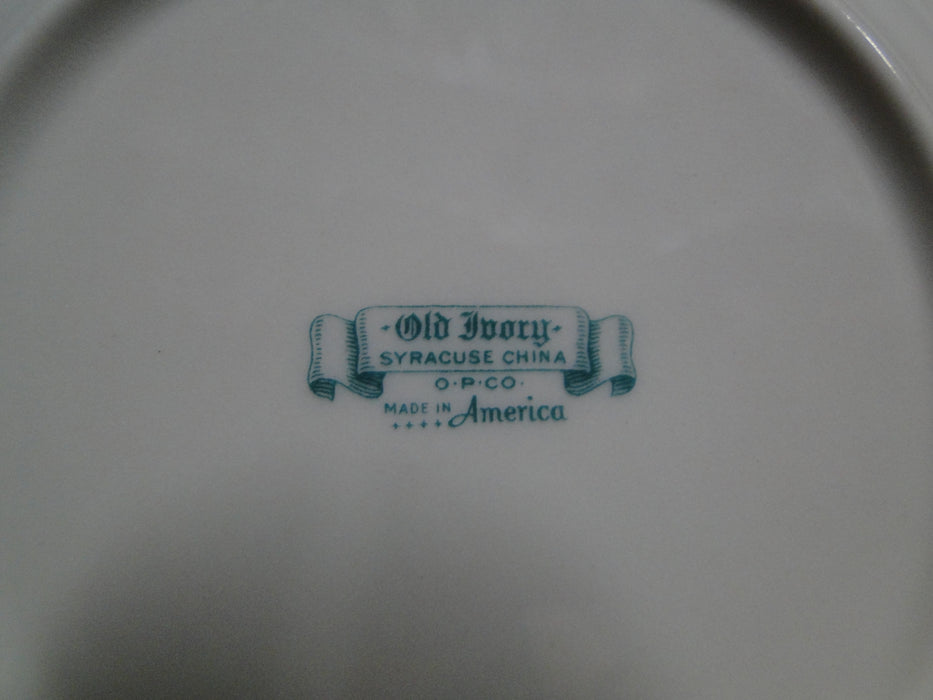 Old Ivory
SYRACUSE CHINA
O·P·CO·
MADE IN America
++++